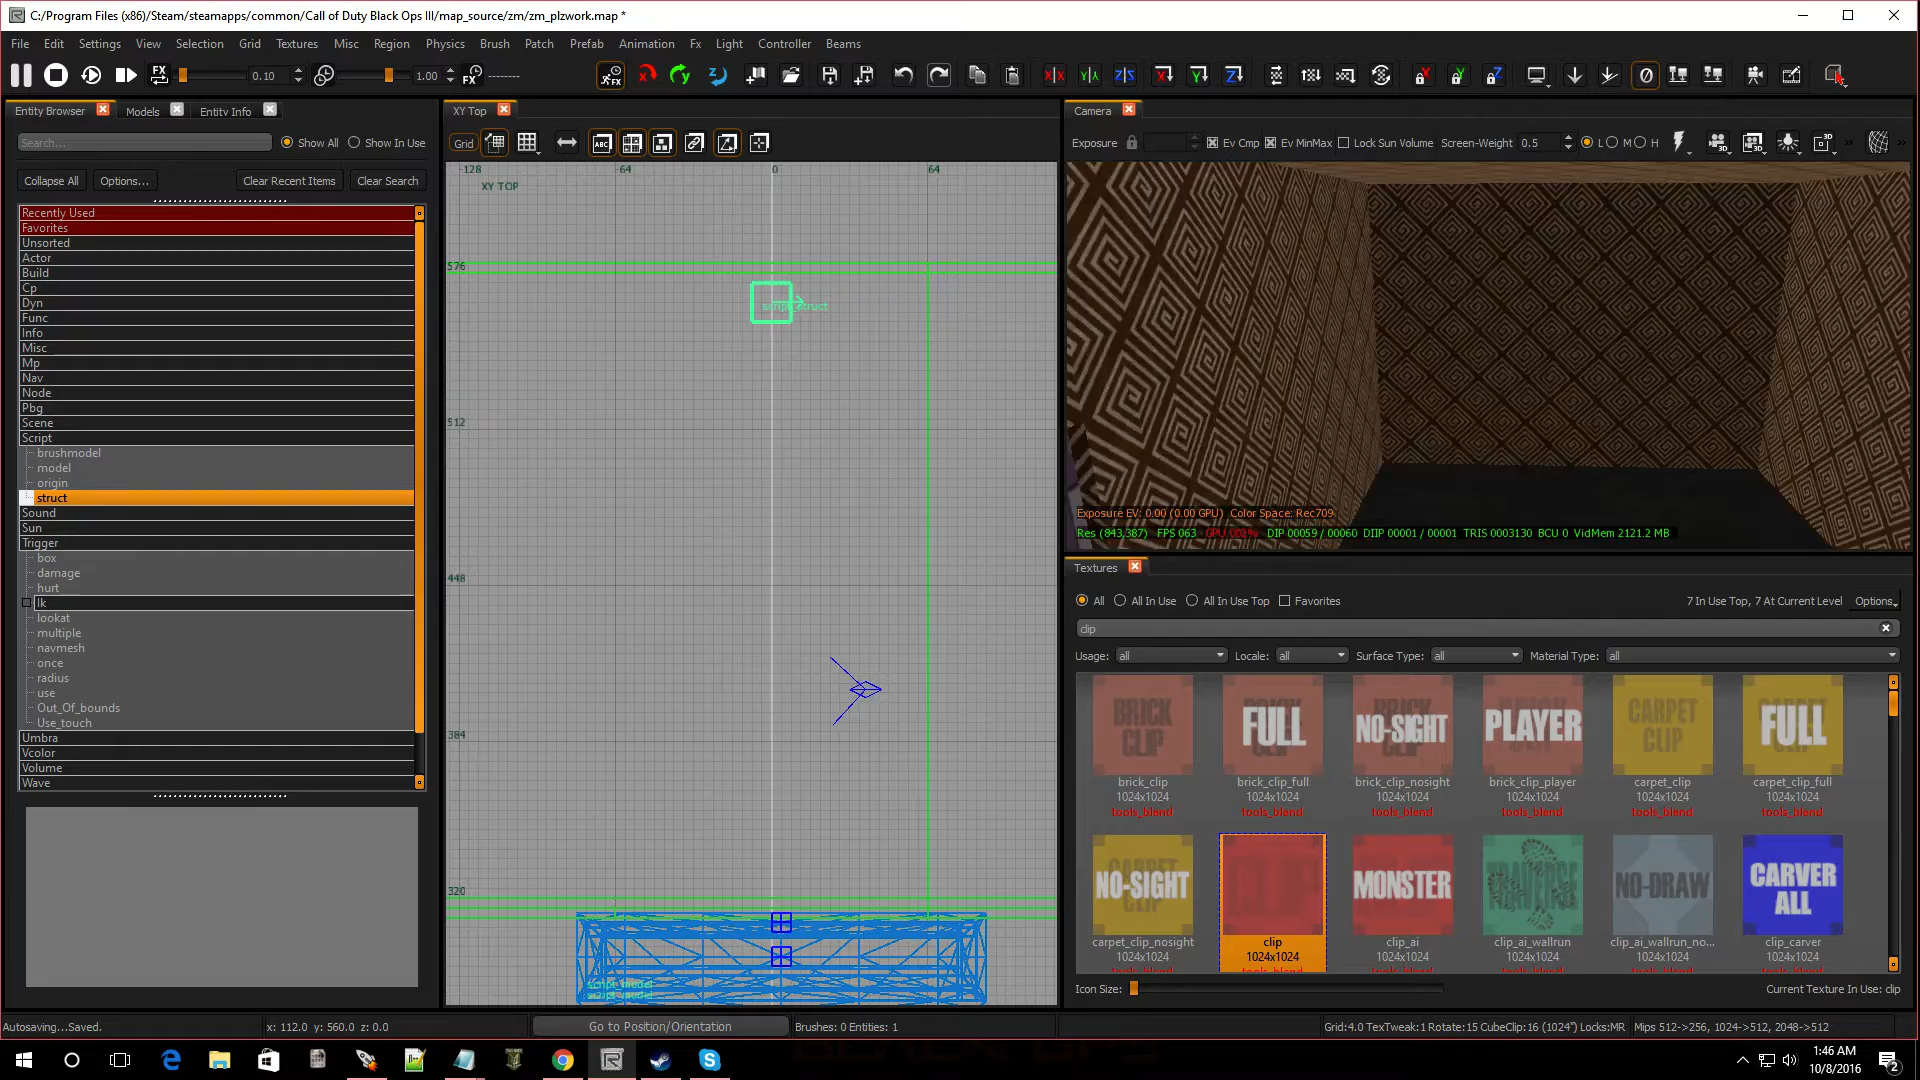 C:/Program Files (x86)/Steam/steamapps/common/Call of Duty Black Ops III/map_source/zm/zm_plzwork.map *
File Edit Settings View Selection Grid Textures Misc Region Physics Brush Patch Prefab Animation Fx Light Controller Beams
FX 0.10 1.00 FX --------
Entity Browser Models Entity Info
Search...
Show All Show In Use
Collapse All Options... Clear Recent Items Clear Search
Recently Used
Favorites
Unsorted
Actor
Build
Cp
Dyn
Func
Info
Misc
Mp
Nav
Node
Pbg
Scene
Script
brushmodel
model
origin
struct
Sound
Sun
Trigger
box
damage
hurt
lk
lookat
multiple
navmesh
once
radius
use
Out_Of_bounds
Use_touch
Umbra
Vcolor
Volume
Wave
XY Top
Grid ABC
-128 -64 0 64
XY TOP
576
script_struct
512
448
384
320
script_model
script_model
Camera
Exposure Ev Cmp Ev MinMax Lock Sun Volume Screen-Weight 0.5 L M H
Exposure EV: 0.00 (0.00 GPU) Color Space: Rec709
Res (843,387) FPS 063 GPU 002% DIP 00059 / 00060 DIIP 00001 / 00001 TRIS 0003130 BCU 0 VidMem 2121.2 MB
Textures
All All In Use All In Use Top Favorites 7 In Use Top, 7 At Current Level Options
clip
Usage: all Locale: all Surface Type: all Material Type: all
BRICK CLIP FULL NO-SIGHT PLAYER CARPET CLIP FULL
brick_clip brick_clip_full brick_clip_nosight brick_clip_player carpet_clip carpet_clip_full
1024x1024 1024x1024 1024x1024 1024x1024 1024x1024 1024x1024
tools_blend tools_blend tools_blend tools_blend tools_blend tools_blend
NO-SIGHT CLIP MONSTER TRAVERSE NO-DRAW CARVER ALL
carpet_clip_nosight clip clip_ai clip_ai_wallrun clip_ai_wallrun_no... clip_carver
1024x1024 1024x1024 1024x1024 1024x1024 1024x1024 1024x1024
Icon Size: Current Texture In Use: clip
Autosaving...Saved. x: 112.0 y: 560.0 z: 0.0 Go to Position/Orientation Brushes: 0 Entities: 1 Grid:4.0 TexTweak:1 Rotate:15 CubeClip:16 (1024") Locks:MR Mips 512->256, 1024->512, 2048->512
1:46 AM
10/8/2016
2